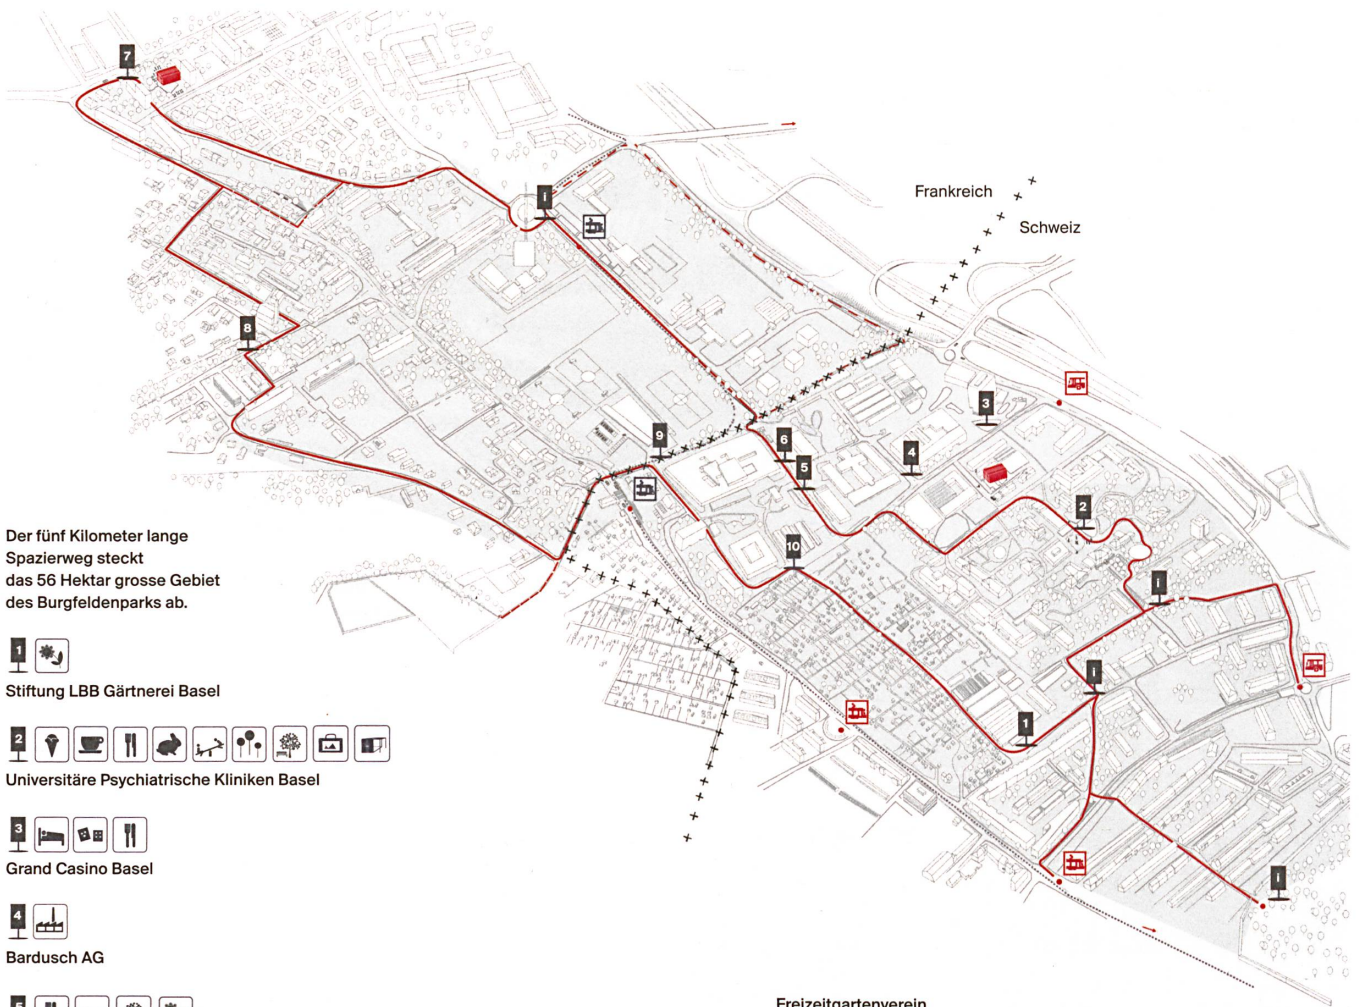 7
i
Frankreich
Schweiz
8
3
9
6
4
5
2
10
i
i
1
i
Der fünf Kilometer lange
Spazierweg steckt
das 56 Hektar grosse Gebiet
des Burgfeldenparks ab.
1
Stiftung LBB Gärtnerei Basel
2
Universitäre Psychiatrische Kliniken Basel
3
Grand Casino Basel
4
Bardusch AG
5
Freizeitgartenverein